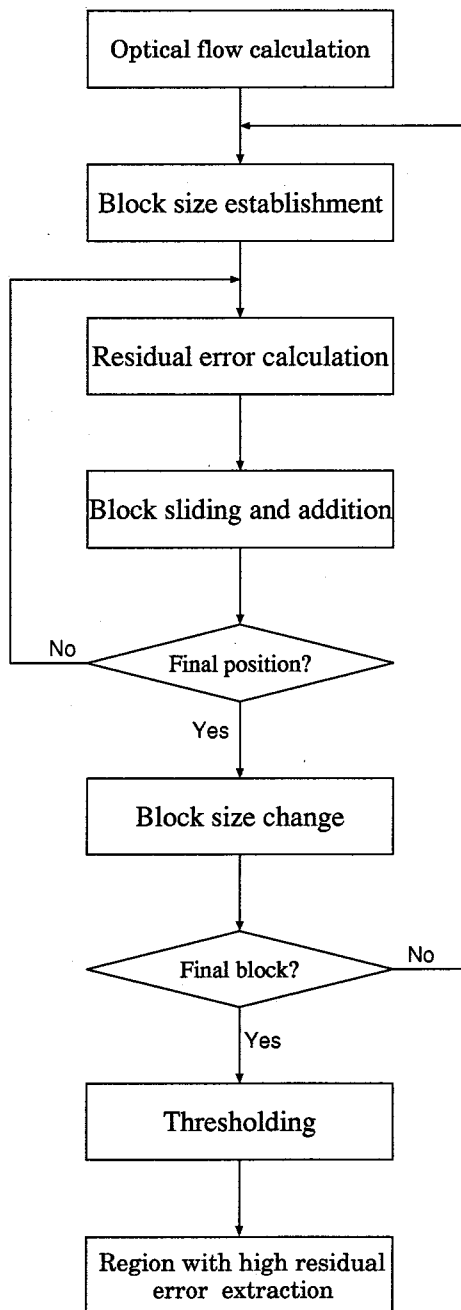 Optical flow calculation
Block size establishment
Residual error calculation
Block sliding and addition
No
Final position?
Yes
Block size change
Final block?
No
Yes
Thresholding
Region with high residual
error extraction